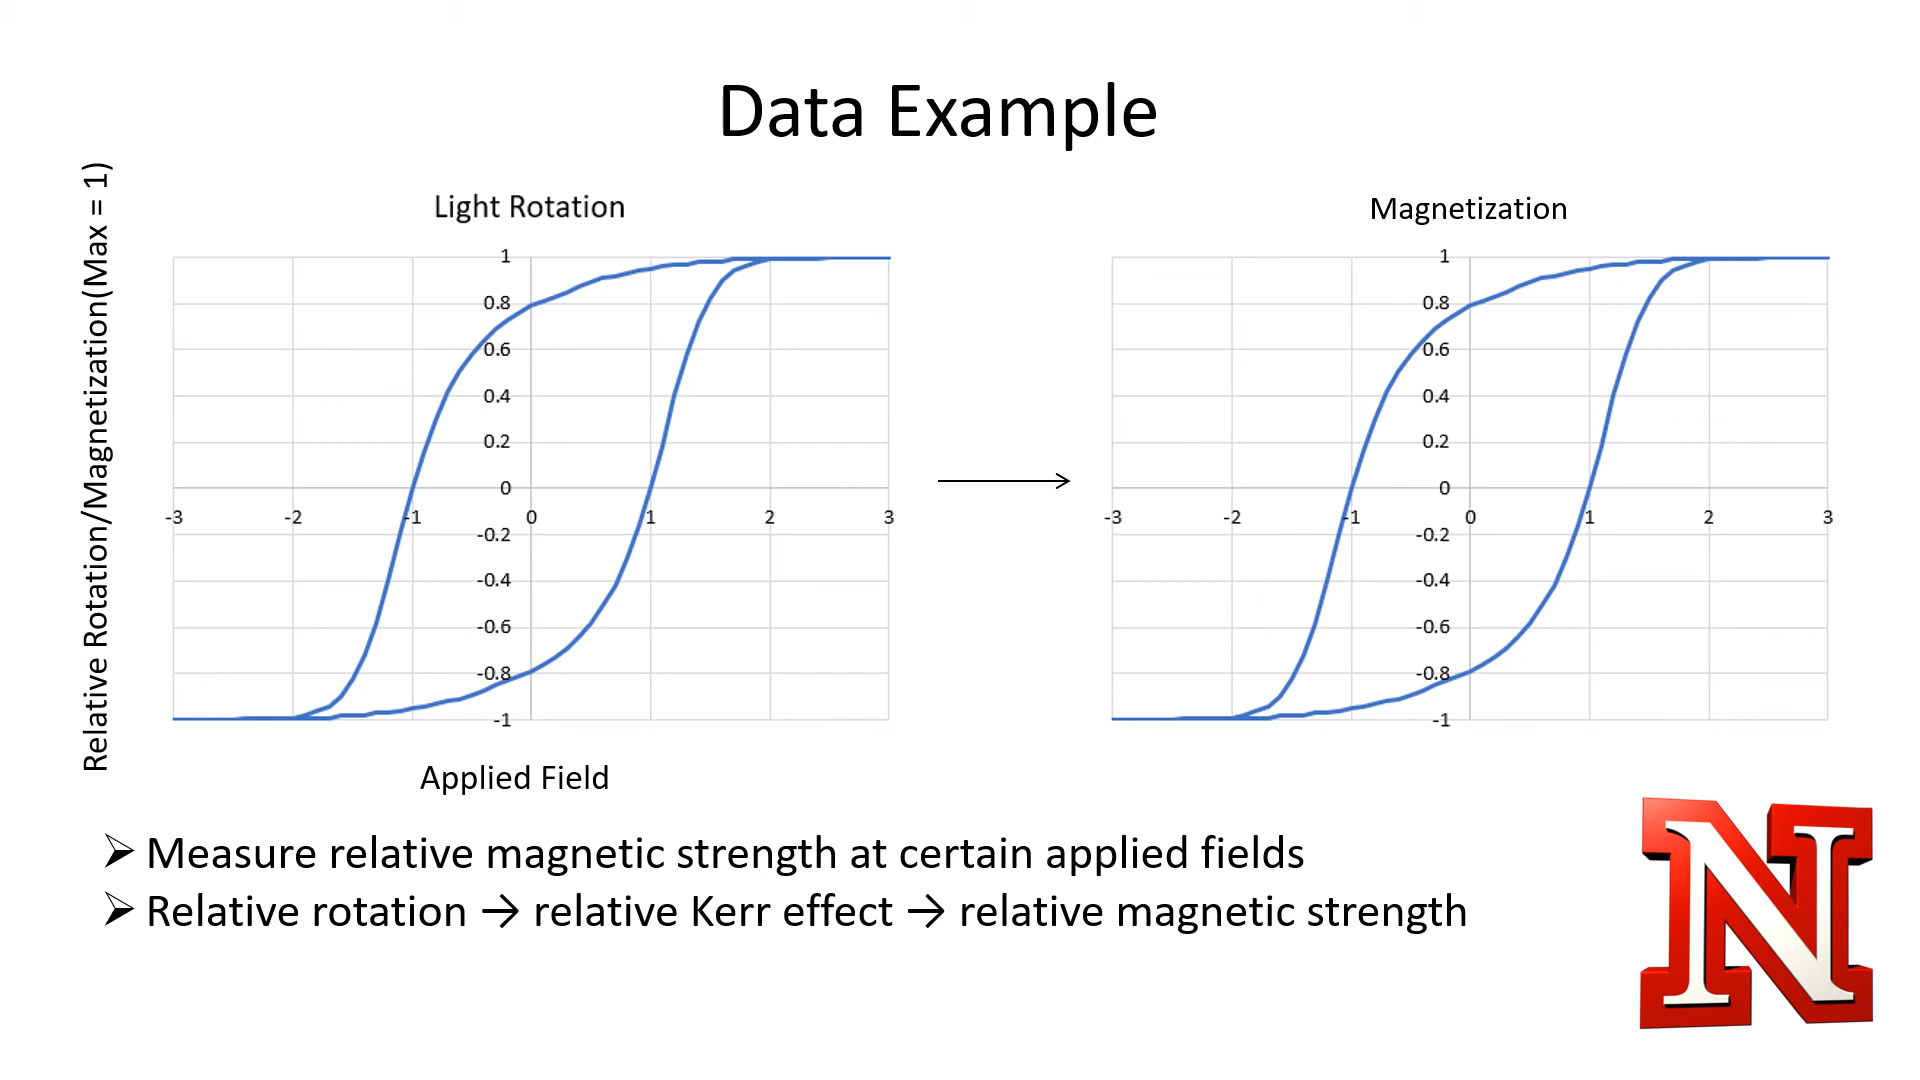 Data Example
Relative Rotation/Magnetization(Max = 1)
Light Rotation
1
0.8
0.6
0.4
0.2
0
-3 -2 -1 0 1 2 3
-0.2
-0.4
-0.6
-0.8
-1
Applied Field
Magnetization
1
0.8
0.6
0.4
0.2
0
-3 -2 -1 0 1 2 3
-0.2
-0.4
-0.6
-0.8
-1
➢ Measure relative magnetic strength at certain applied fields
➢ Relative rotation → relative Kerr effect → relative magnetic strength
N